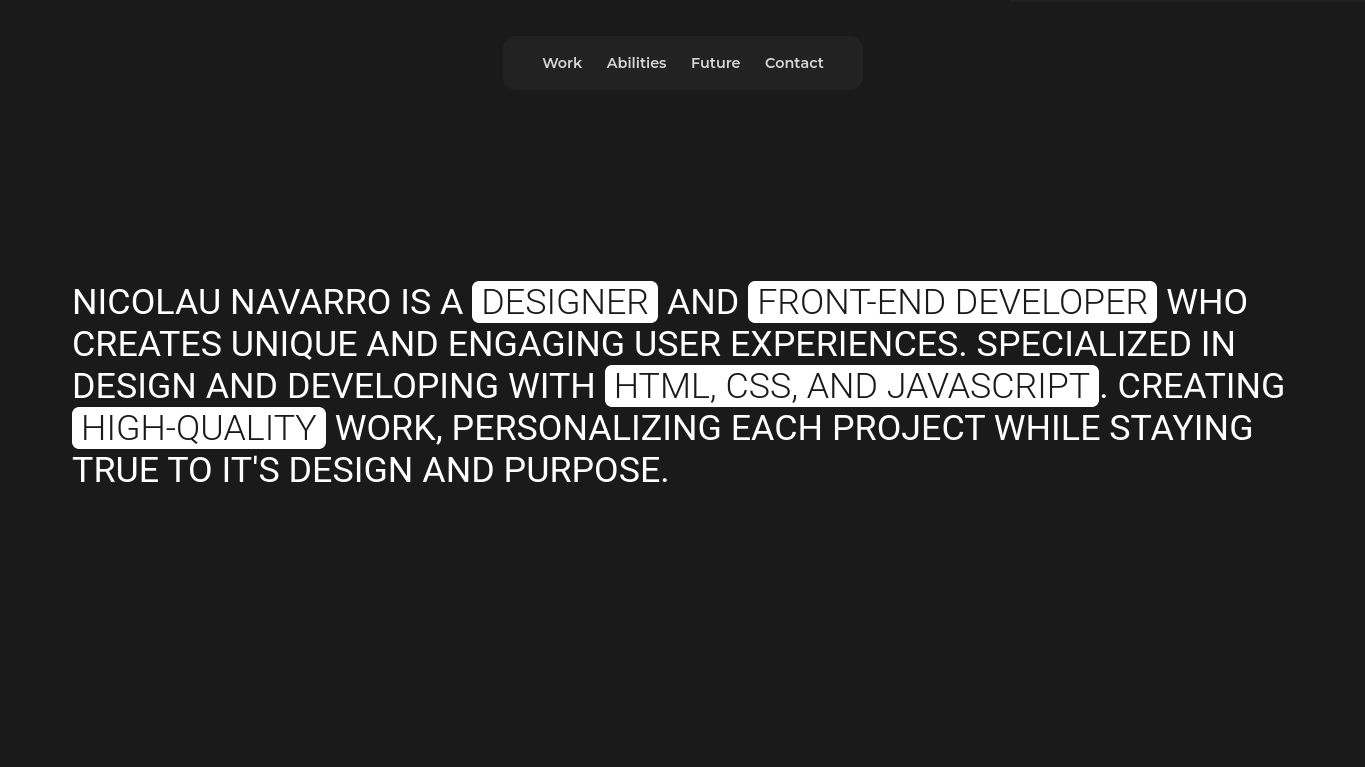 Work Abilities Future Contact
NICOLAU NAVARRO IS A DESIGNER AND FRONT-END DEVELOPER WHO
CREATES UNIQUE AND ENGAGING USER EXPERIENCES. SPECIALIZED IN
DESIGN AND DEVELOPING WITH HTML, CSS, AND JAVASCRIPT. CREATING
HIGH-QUALITY WORK, PERSONALIZING EACH PROJECT WHILE STAYING
TRUE TO IT'S DESIGN AND PURPOSE.